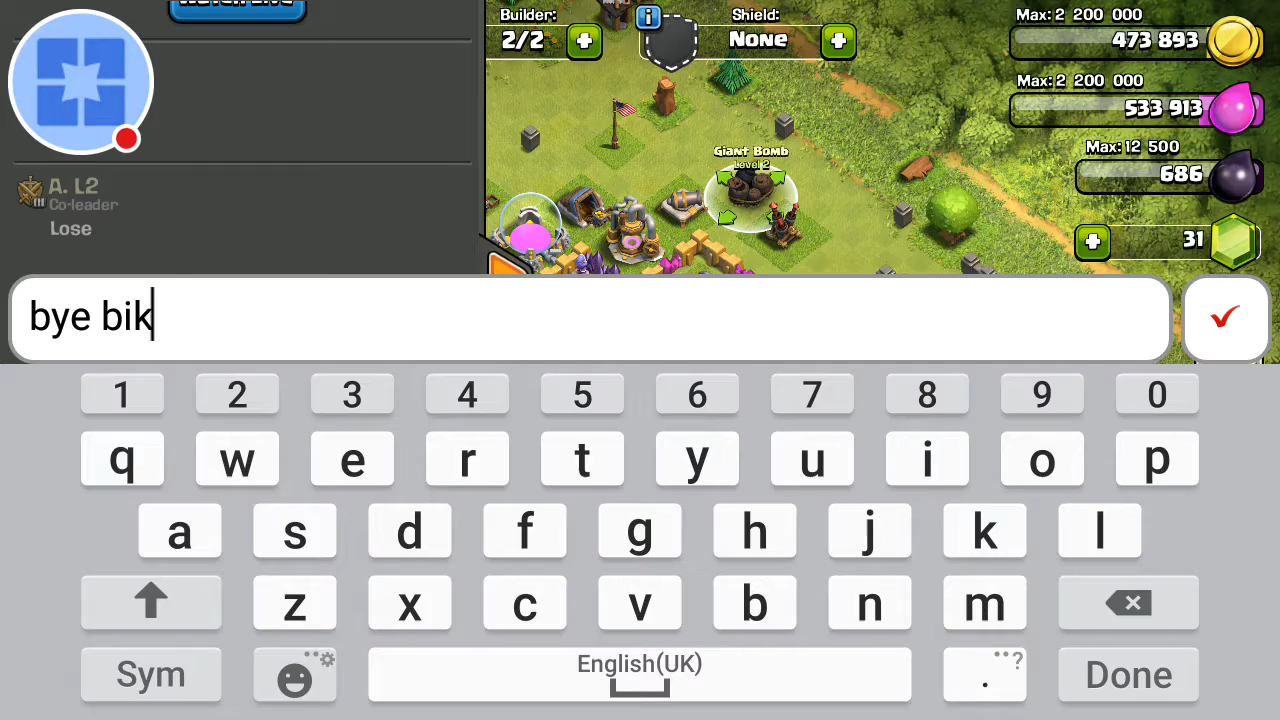 Watch Live
Builder:
2/2
i
Shield:
None
Max: 2 200 000
473 893
Max: 2 200 000
533 913
Max: 12 500
686
31
Giant Bomb
Level 2
A. L2
Co-leader
Lose
bye bik
1 2 3 4 5 6 7 8 9 0
q w e r t y u i o p
a s d f g h j k l
z x c v b n m
Sym
English(UK)
. ?
Done